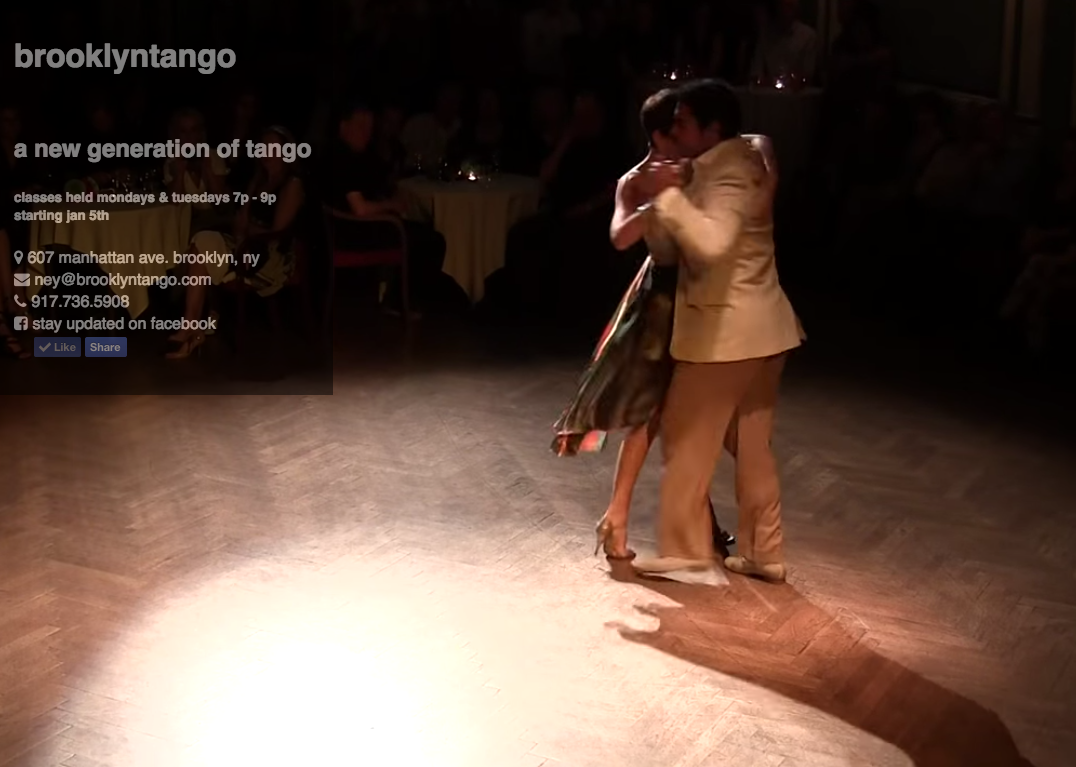 brooklyntango
a new generation of tango
classes held mondays & tuesdays 7p - 9p
starting jan 5th
607 manhattan ave. brooklyn, ny
ney@brooklyntango.com
917.736.5908
stay updated on facebook
Like Share